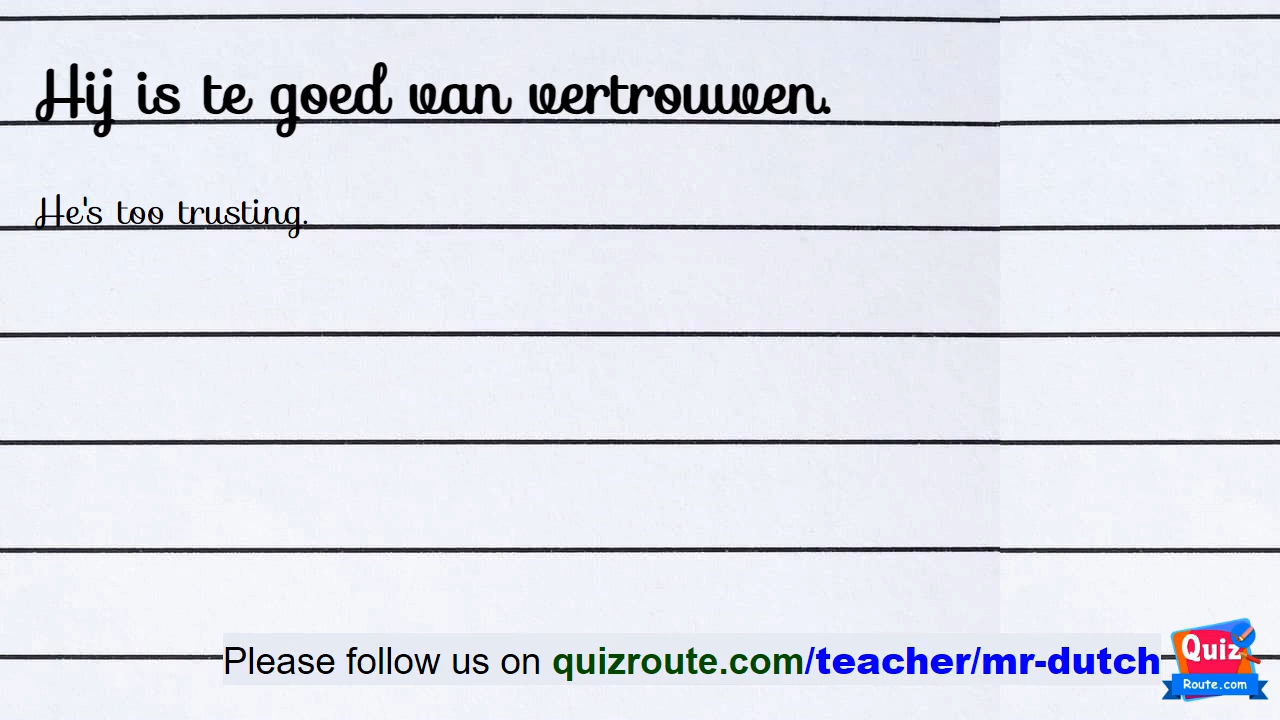 Hij is te goed van vertrouwen.
He's too trusting.
Please follow us on quizroute.com/teacher/mr-dutch
Quiz
Route.com